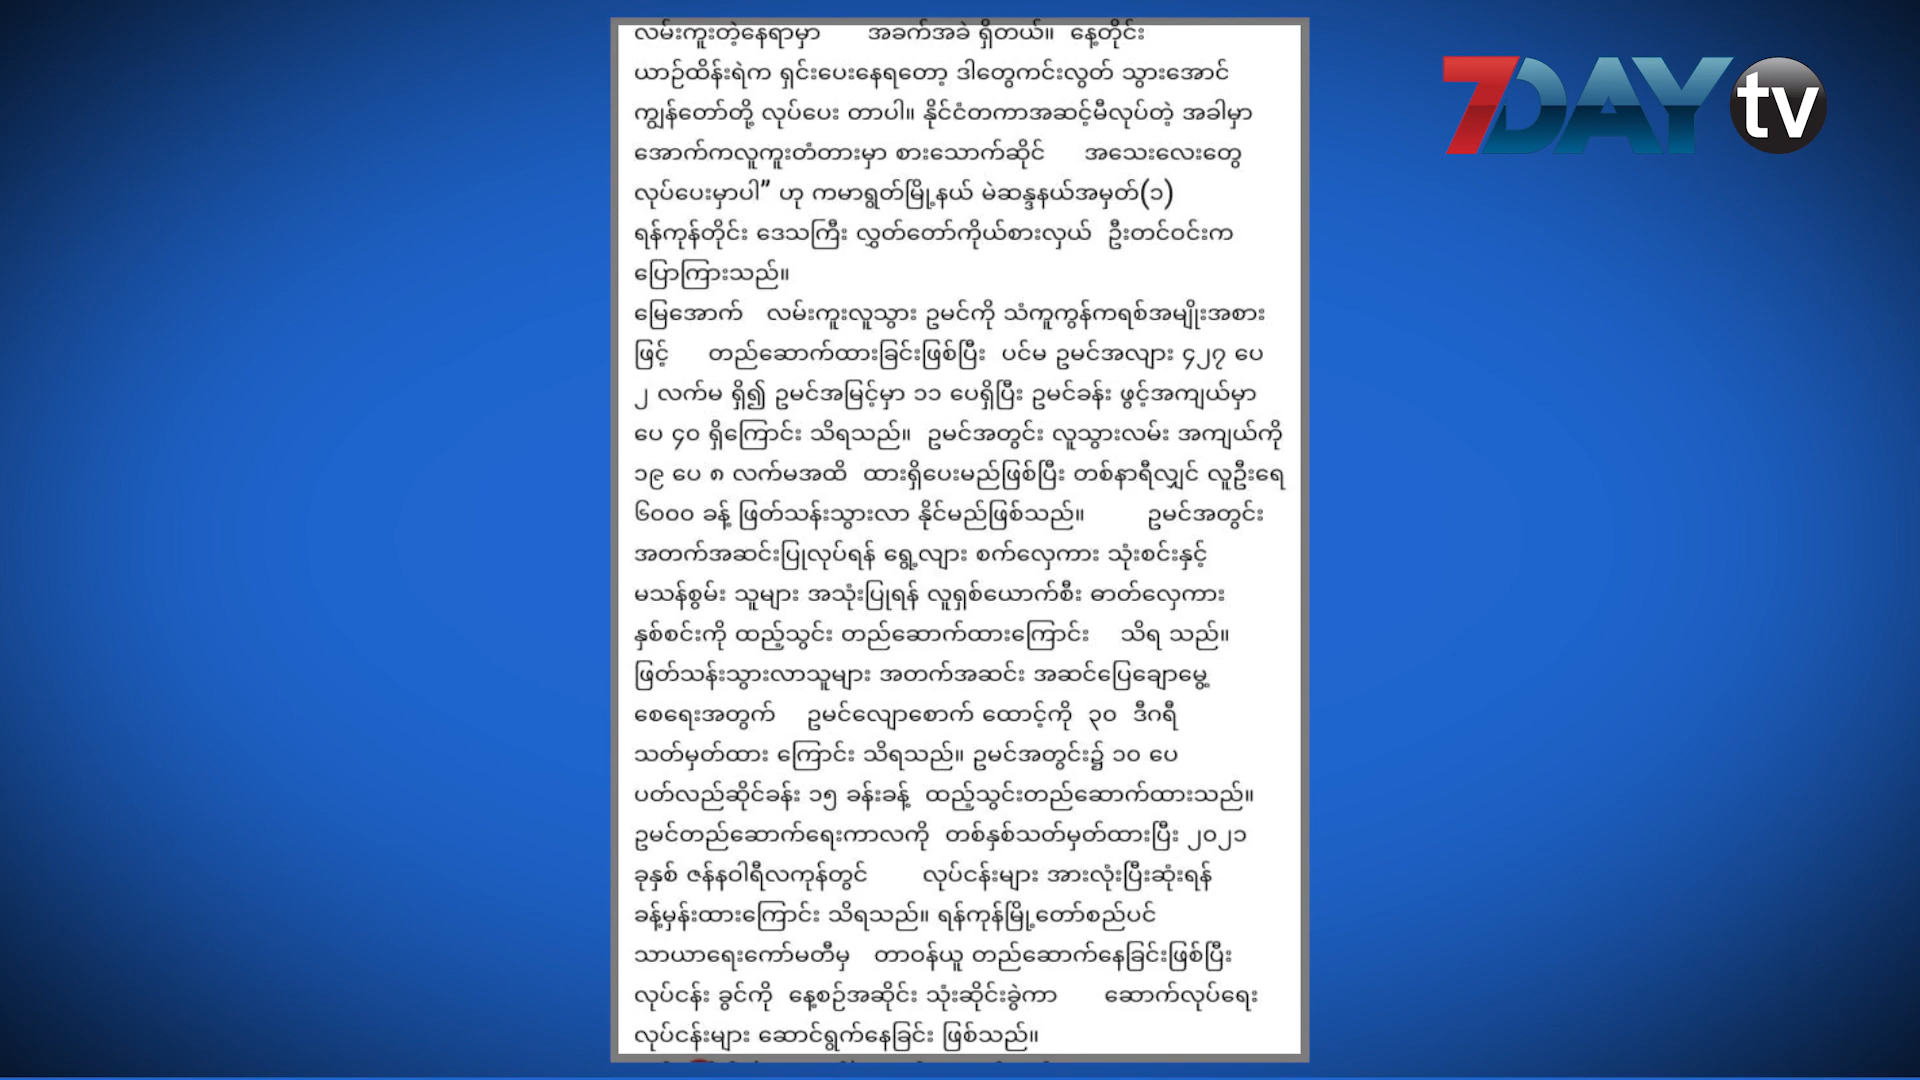 လမ်းကူးတဲ့နေရာမှာ အခက်အခဲ ရှိတယ်။ နေ့တိုင်း
ယာဉ်ထိန်းရဲက ရှင်းပေးနေရတော့ ဒါတွေကင်းလွတ် သွားအောင်
ကျွန်တော်တို့ လုပ်ပေး တာပါ။ နိုင်ငံတကာအဆင့်မီလုပ်တဲ့ အခါမှာ
အောက်ကလူကူးတံတားမှာ စားသောက်ဆိုင် အသေးလေးတွေ
လုပ်ပေးမှာပါ” ဟု ကမာရွတ်မြို့နယ် မဲဆန္ဒနယ်အမှတ်(၁)
ရန်ကုန်တိုင်း ဒေသကြီး လွှတ်တော်ကိုယ်စားလှယ် ဦးတင်ဝင်းက
ပြောကြားသည်။
မြေအောက် လမ်းကူးလူသွား ဥမင်ကို သံကူကွန်ကရစ်အမျိုးအစား
ဖြင့် တည်ဆောက်ထားခြင်းဖြစ်ပြီး ပင်မ ဥမင်အလျား ၄၂၇ ပေ
၂ လက်မ ရှိ၍ ဥမင်အမြင့်မှာ ၁၁ ပေရှိပြီး ဥမင်ခန်း ဖွင့်အကျယ်မှာ
ပေ ၄၀ ရှိကြောင်း သိရသည်။ ဥမင်အတွင်း လူသွားလမ်း အကျယ်ကို
၁၉ ပေ ၈ လက်မအထိ ထားရှိပေးမည်ဖြစ်ပြီး တစ်နာရီလျှင် လူဦးရေ
၆၀၀၀ ခန့် ဖြတ်သန်းသွားလာ နိုင်မည်ဖြစ်သည်။ ဥမင်အတွင်း
အတက်အဆင်းပြုလုပ်ရန် ရွေ့လျား စက်လှေကား သုံးစင်းနှင့်
မသန်စွမ်း သူများ အသုံးပြုရန် လူရှစ်ယောက်စီး ဓာတ်လှေကား
နှစ်စင်းကို ထည့်သွင်း တည်ဆောက်ထားကြောင်း သိရ သည်။
ဖြတ်သန်းသွားလာသူများ အတက်အဆင်း အဆင်ပြေချောမွေ့
စေရေးအတွက် ဥမင်လျောစောက် ထောင့်ကို ၃၀ ဒီဂရီ
သတ်မှတ်ထား ကြောင်း သိရသည်။ ဥမင်အတွင်း၌ ၁၀ ပေ
ပတ်လည်ဆိုင်ခန်း ၁၅ ခန်းခန့် ထည့်သွင်းတည်ဆောက်ထားသည်။
ဥမင်တည်ဆောက်ရေးကာလကို တစ်နှစ်သတ်မှတ်ထားပြီး ၂၀၂၁
ခုနှစ် ဇန်နဝါရီလကုန်တွင် လုပ်ငန်းများ အားလုံးပြီးဆုံးရန်
ခန့်မှန်းထားကြောင်း သိရသည်။ ရန်ကုန်မြို့တော်စည်ပင်
သာယာရေးကော်မတီမှ တာဝန်ယူ တည်ဆောက်နေခြင်းဖြစ်ပြီး
လုပ်ငန်း ခွင်ကို နေ့စဉ်အဆိုင်း သုံးဆိုင်းခွဲကာ ဆောက်လုပ်ရေး
လုပ်ငန်းများ ဆောင်ရွက်နေခြင်း ဖြစ်သည်။
7DAY tv